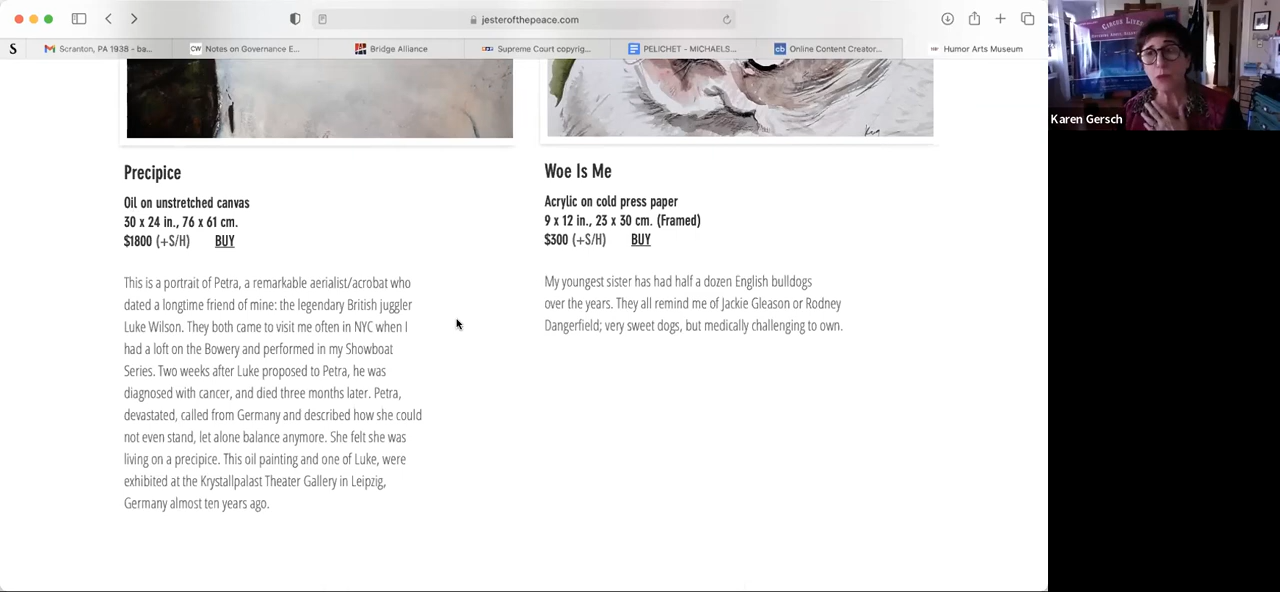 jesterofthepeace.com
S
Scranton, PA 1938 - ba...
CW Notes on Governance E...
Bridge Alliance
Supreme Court copyrig...
PELICHET - MICHAELS...
cb Online Content Creator...
Humor Arts Museum
CIRCUS LIVES
Karen Gersch
Precipice
Oil on unstretched canvas
30 x 24 in., 76 x 61 cm.
$1800 (+S/H) BUY
This is a portrait of Petra, a remarkable aerialist/acrobat who
dated a longtime friend of mine: the legendary British juggler
Luke Wilson. They both came to visit me often in NYC when I
had a loft on the Bowery and performed in my Showboat
Series. Two weeks after Luke proposed to Petra, he was
diagnosed with cancer, and died three months later. Petra,
devastated, called from Germany and described how she could
not even stand, let alone balance anymore. She felt she was
living on a precipice. This oil painting and one of Luke, were
exhibited at the Krystallpalast Theater Gallery in Leipzig,
Germany almost ten years ago.
Woe Is Me
Acrylic on cold press paper
9 x 12 in., 23 x 30 cm. (Framed)
$300 (+S/H) BUY
My youngest sister has had half a dozen English bulldogs
over the years. They all remind me of Jackie Gleason or Rodney
Dangerfield; very sweet dogs, but medically challenging to own.